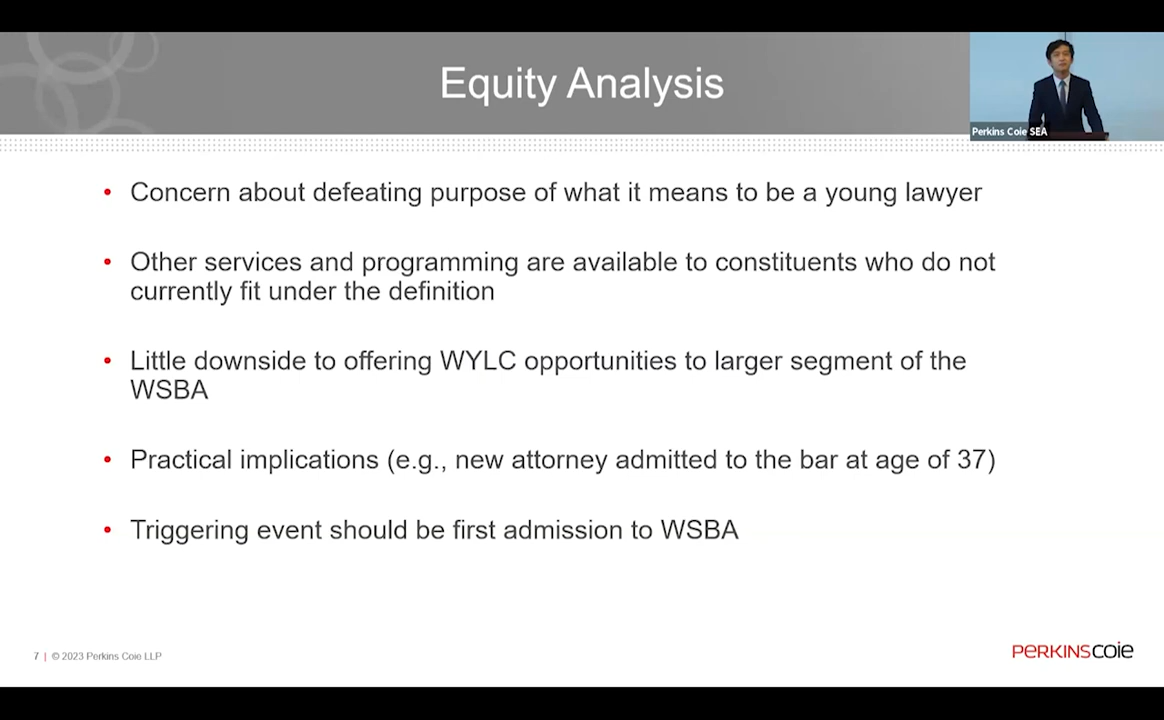 Equity Analysis
Perkins Coie SEA
• Concern about defeating purpose of what it means to be a young lawyer
• Other services and programming are available to constituents who do not
currently fit under the definition
• Little downside to offering WYLC opportunities to larger segment of the
WSBA
• Practical implications (e.g., new attorney admitted to the bar at age of 37)
• Triggering event should be first admission to WSBA
7 | © 2023 Perkins Coie LLP
PERKINSCOIE